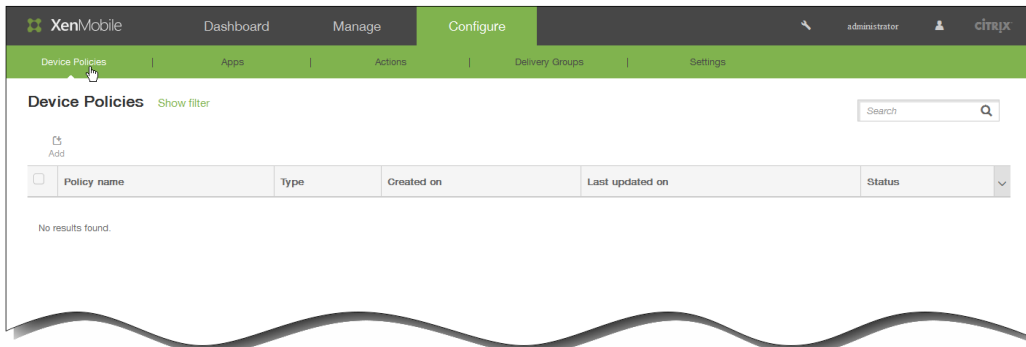 XenMobile Dashboard Manage Configure administrator CITRIX
Device Policies | Apps | Actions | Delivery Groups | Settings
Device Policies Show filter
Search
Add
Policy name Type Created on Last updated on Status
No results found.